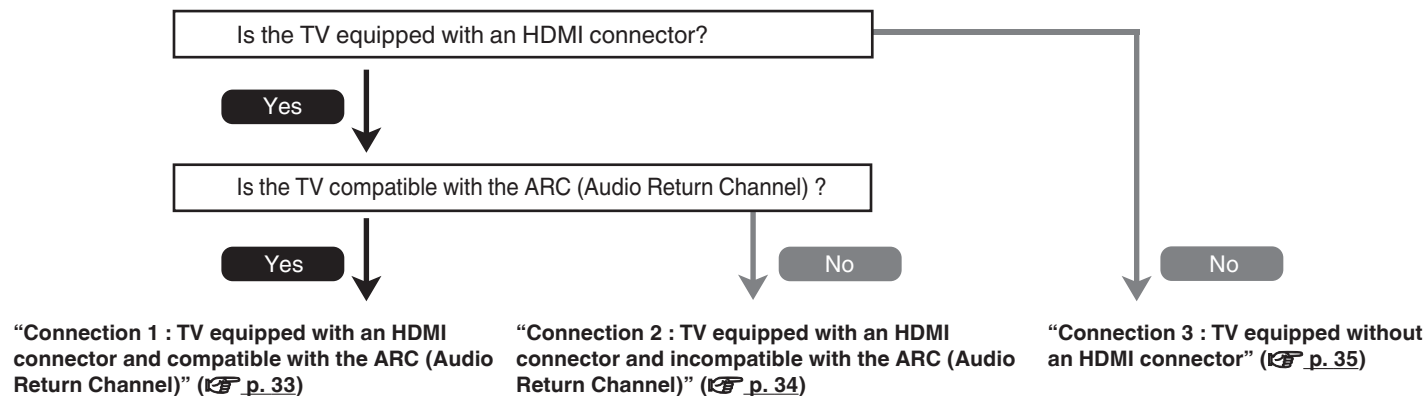 Is the TV equipped with an HDMI connector?
Yes
Is the TV compatible with the ARC (Audio Return Channel) ?
Yes
No
No
“Connection 1 : TV equipped with an HDMI
connector and compatible with the ARC (Audio
Return Channel)” (☞ p. 33)
“Connection 2 : TV equipped with an HDMI
connector and incompatible with the ARC (Audio
Return Channel)” (☞ p. 34)
“Connection 3 : TV equipped without
an HDMI connector” (☞ p. 35)